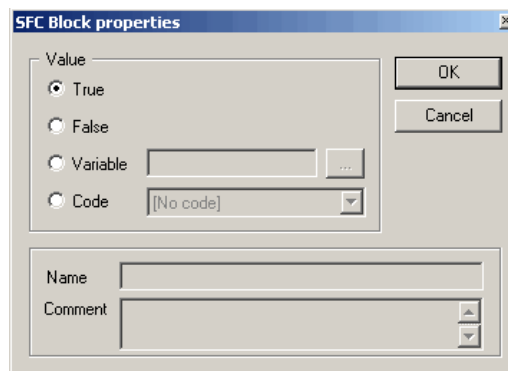 SFC Block properties
Value
True
False
Variable
...
Code
[No code]
OK
Cancel
Name
Comment